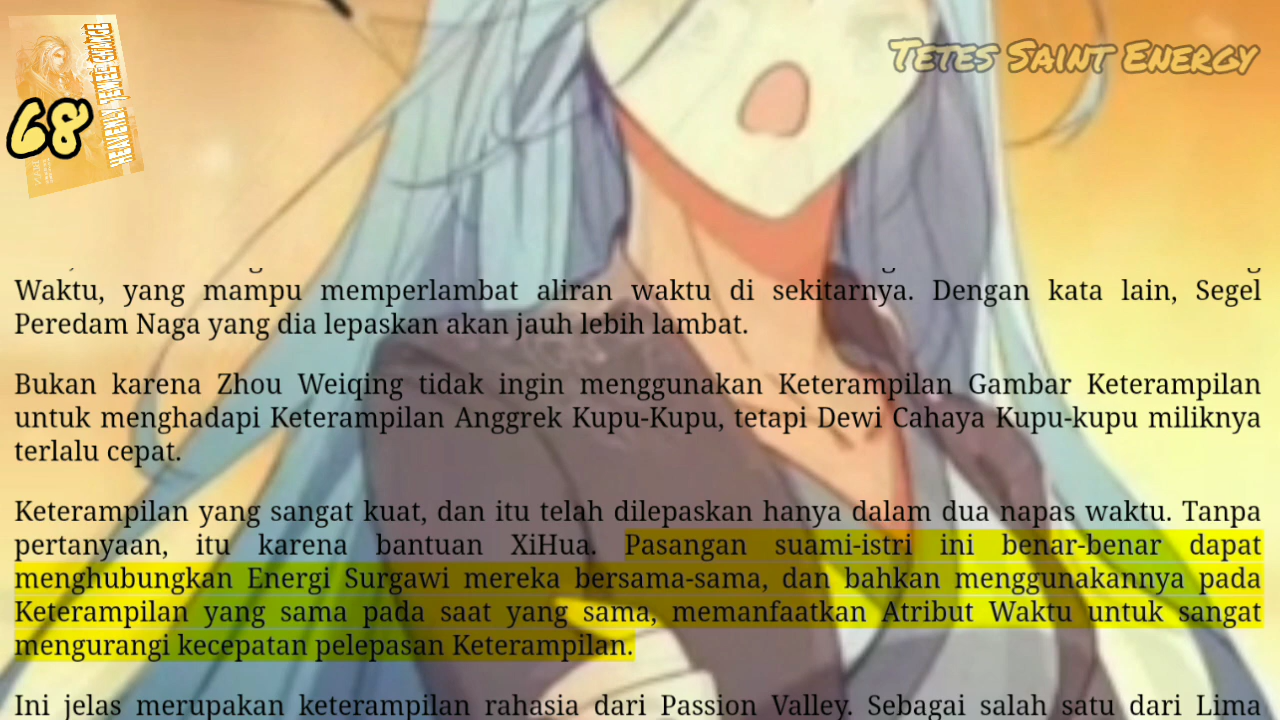 TETES SAINT ENERGY
HEAVENLY JEWEL CHANGE
68
Waktu, yang mampu memperlambat aliran waktu di sekitarnya. Dengan kata lain, Segel
Peredam Naga yang dia lepaskan akan jauh lebih lambat.
Bukan karena Zhou Weiqing tidak ingin menggunakan Keterampilan Gambar Keterampilan
untuk menghadapi Keterampilan Anggrek Kupu-Kupu, tetapi Dewi Cahaya Kupu-kupu miliknya
terlalu cepat.
Keterampilan yang sangat kuat, dan itu telah dilepaskan hanya dalam dua napas waktu. Tanpa
pertanyaan, itu karena bantuan XiHua. Pasangan suami-istri ini benar-benar dapat
menghubungkan Energi Surgawi mereka bersama-sama, dan bahkan menggunakannya pada
Keterampilan yang sama pada saat yang sama, memanfaatkan Atribut Waktu untuk sangat
mengurangi kecepatan pelepasan Keterampilan.
Ini jelas merupakan keterampilan rahasia dari Passion Valley. Sebagai salah satu dari Lima